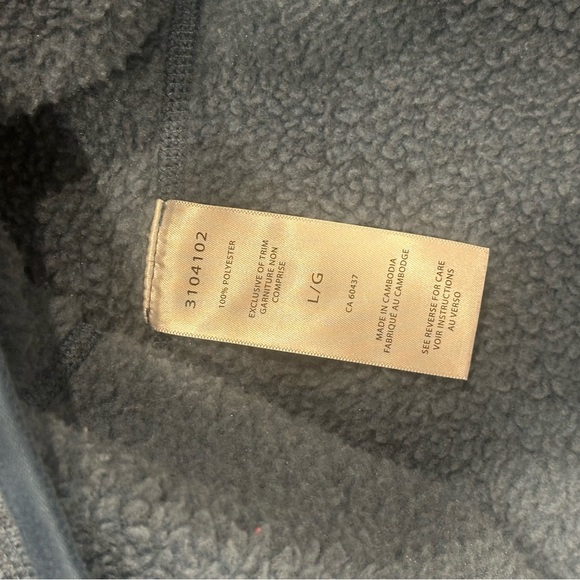 3104102
100% POLYESTER
EXCLUSIVE OF TRIM
GARNITURE NON
COMPRISE
L/G
CA 60437
MADE IN CAMBODIA
FABRIQUE AU CAMBODGE
SEE REVERSE FOR CARE
VOIR INSTRUCTIONS
AU VERSO